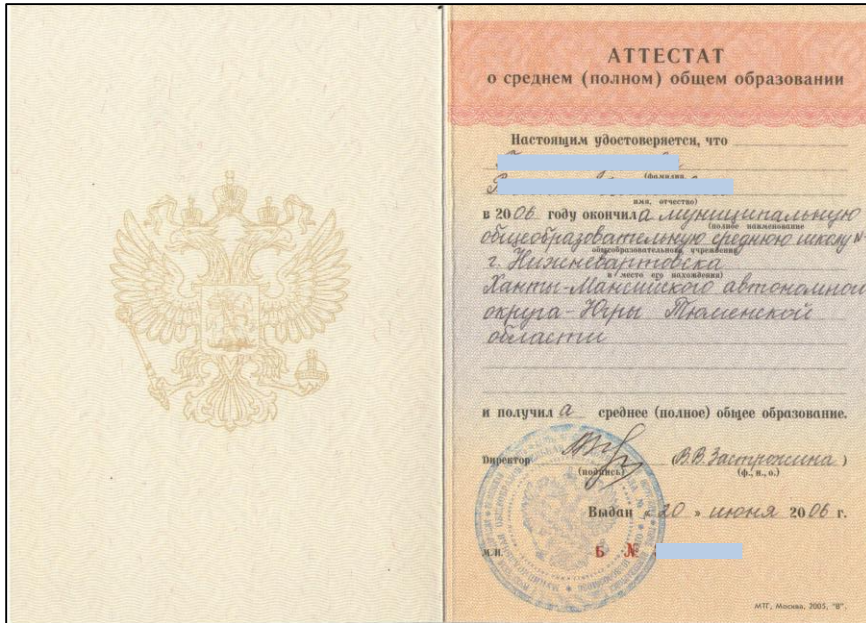 АТТЕСТАТ
о среднем (полном) общем образовании
Настоящим удостоверяется, что
(фамилия,
имя, отчество)
в 2006 году окончила муниципальную
(полное наименование
общеобразовательную среднюю школу №
общеобразовательного учреждения
г. Нижневартовска
и место его нахождения)
Ханты-Мансийского автономного
округа - Югры Тюменской
области
и получила среднее (полное) общее образование.
Директор (В.В. Застрожина)
(подпись) (ф., и., о.)
Выдан «20» июня 2006 г.
М.П. Б №
МТГ, Москва, 2005, "В".